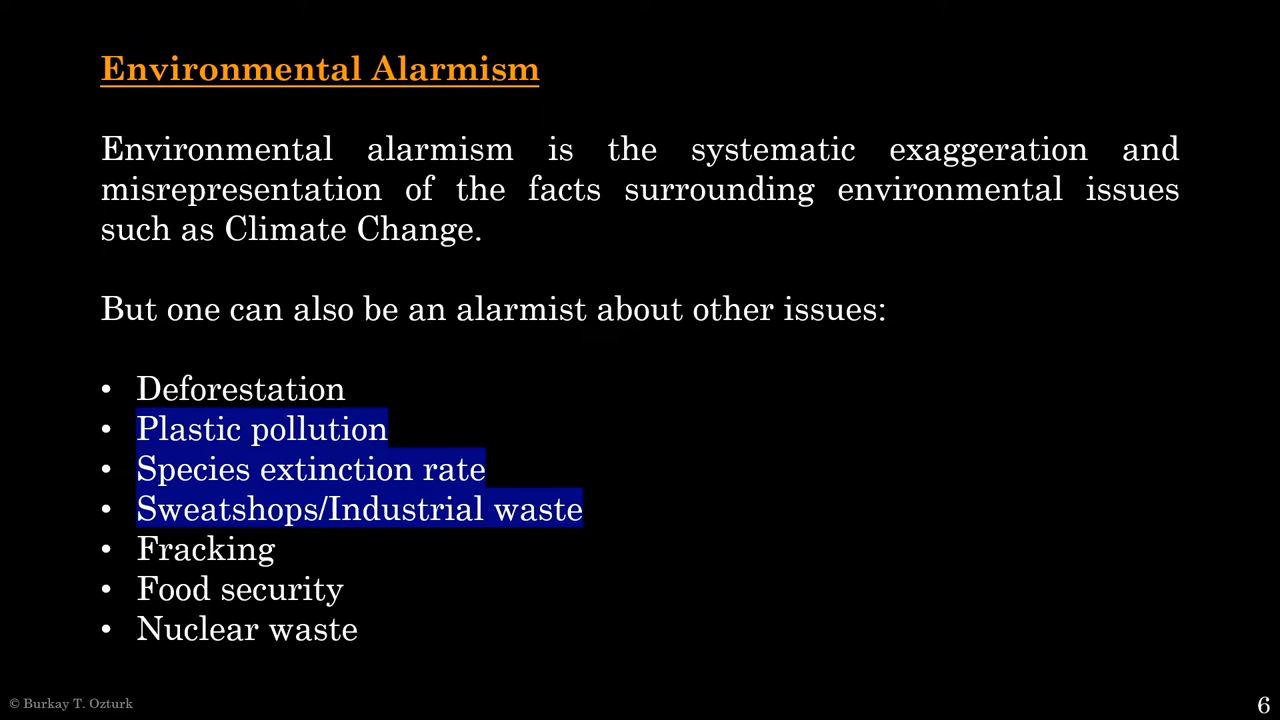 Environmental Alarmism
Environmental alarmism is the systematic exaggeration and
misrepresentation of the facts surrounding environmental issues
such as Climate Change.
But one can also be an alarmist about other issues:
• Deforestation
• Plastic pollution
• Species extinction rate
• Sweatshops/Industrial waste
• Fracking
• Food security
• Nuclear waste
© Burkay T. Ozturk
6